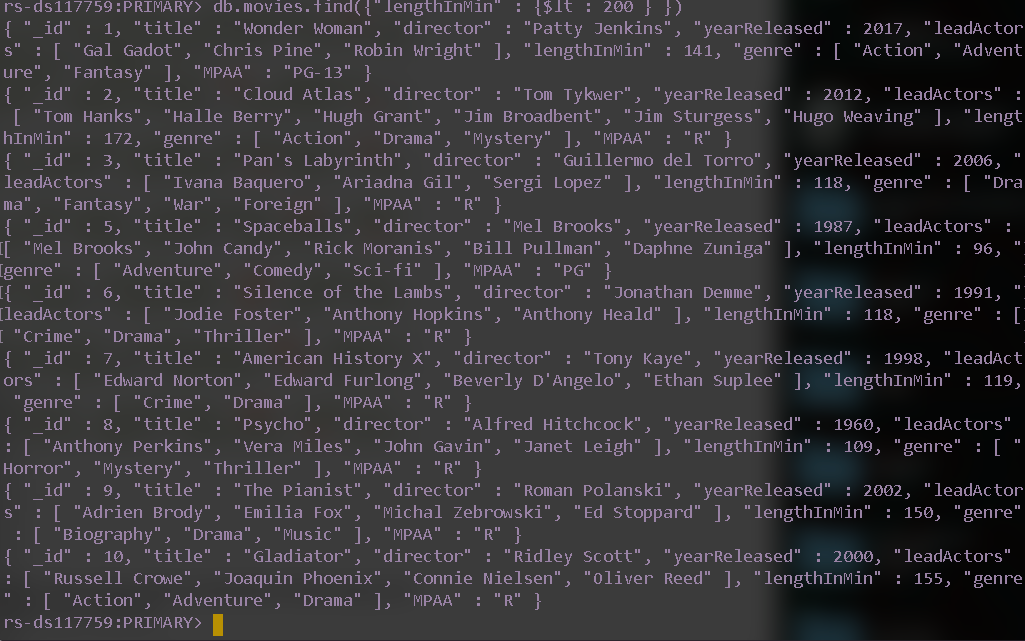 rs-ds117759:PRIMARY> db.movies.find({"lengthInMin" : {$lt : 200 } })
{ "_id" : 1, "title" : "Wonder Woman", "director" : "Patty Jenkins", "yearReleased" : 2017, "leadActor
s" : [ "Gal Gadot", "Chris Pine", "Robin Wright" ], "lengthInMin" : 141, "genre" : [ "Action", "Advent
ure", "Fantasy" ], "MPAA" : "PG-13" }
{ "_id" : 2, "title" : "Cloud Atlas", "director" : "Tom Tykwer", "yearReleased" : 2012, "leadActors" :
[ "Tom Hanks", "Halle Berry", "Hugh Grant", "Jim Broadbent", "Jim Sturgess", "Hugo Weaving" ], "lengt
hInMin" : 172, "genre" : [ "Action", "Drama", "Mystery" ], "MPAA" : "R" }
{ "_id" : 3, "title" : "Pan's Labyrinth", "director" : "Guillermo del Torro", "yearReleased" : 2006, "
leadActors" : [ "Ivana Baquero", "Ariadna Gil", "Sergi Lopez" ], "lengthInMin" : 118, "genre" : [ "Dra
ma", "Fantasy", "War", "Foreign" ], "MPAA" : "R" }
{ "_id" : 5, "title" : "Spaceballs", "director" : "Mel Brooks", "yearReleased" : 1987, "leadActors" :
[[ "Mel Brooks", "John Candy", "Rick Moranis", "Bill Pullman", "Daphne Zuniga" ], "lengthInMin" : 96, "
genre" : [ "Adventure", "Comedy", "Sci-fi" ], "MPAA" : "PG" }
[{ "_id" : 6, "title" : "Silence of the Lambs", "director" : "Jonathan Demme", "yearReleased" : 1991, "
leadActors" : [ "Jodie Foster", "Anthony Hopkins", "Anthony Heald" ], "lengthInMin" : 118, "genre" : [
"Crime", "Drama", "Thriller" ], "MPAA" : "R" }
{ "_id" : 7, "title" : "American History X", "director" : "Tony Kaye", "yearReleased" : 1998, "leadAct
ors" : [ "Edward Norton", "Edward Furlong", "Beverly D'Angelo", "Ethan Suplee" ], "lengthInMin" : 119,
"genre" : [ "Crime", "Drama" ], "MPAA" : "R" }
{ "_id" : 8, "title" : "Psycho", "director" : "Alfred Hitchcock", "yearReleased" : 1960, "leadActors"
: [ "Anthony Perkins", "Vera Miles", "John Gavin", "Janet Leigh" ], "lengthInMin" : 109, "genre" : [ "
Horror", "Mystery", "Thriller" ], "MPAA" : "R" }
{ "_id" : 9, "title" : "The Pianist", "director" : "Roman Polanski", "yearReleased" : 2002, "leadActor
s" : [ "Adrien Brody", "Emilia Fox", "Michal Zebrowski", "Ed Stoppard" ], "lengthInMin" : 150, "genre"
: [ "Biography", "Drama", "Music" ], "MPAA" : "R" }
{ "_id" : 10, "title" : "Gladiator", "director" : "Ridley Scott", "yearReleased" : 2000, "leadActors"
: [ "Russell Crowe", "Joaquin Phoenix", "Connie Nielsen", "Oliver Reed" ], "lengthInMin" : 155, "genre
" : [ "Action", "Adventure", "Drama" ], "MPAA" : "R" }
rs-ds117759:PRIMARY>